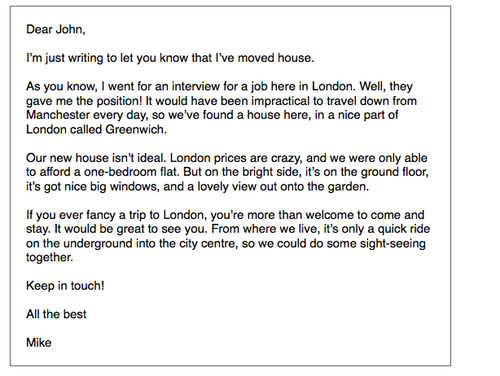 Dear John,
I'm just writing to let you know that I've moved house.
As you know, I went for an interview for a job here in London. Well, they
gave me the position! It would have been impractical to travel down from
Manchester every day, so we've found a house here, in a nice part of
London called Greenwich.
Our new house isn't ideal. London prices are crazy, and we were only able
to afford a one-bedroom flat. But on the bright side, it's on the ground floor,
it's got nice big windows, and a lovely view out onto the garden.
If you ever fancy a trip to London, you're more than welcome to come and
stay. It would be great to see you. From where we live, it's only a quick ride
on the underground into the city centre, so we could do some sight-seeing
together.
Keep in touch!
All the best
Mike